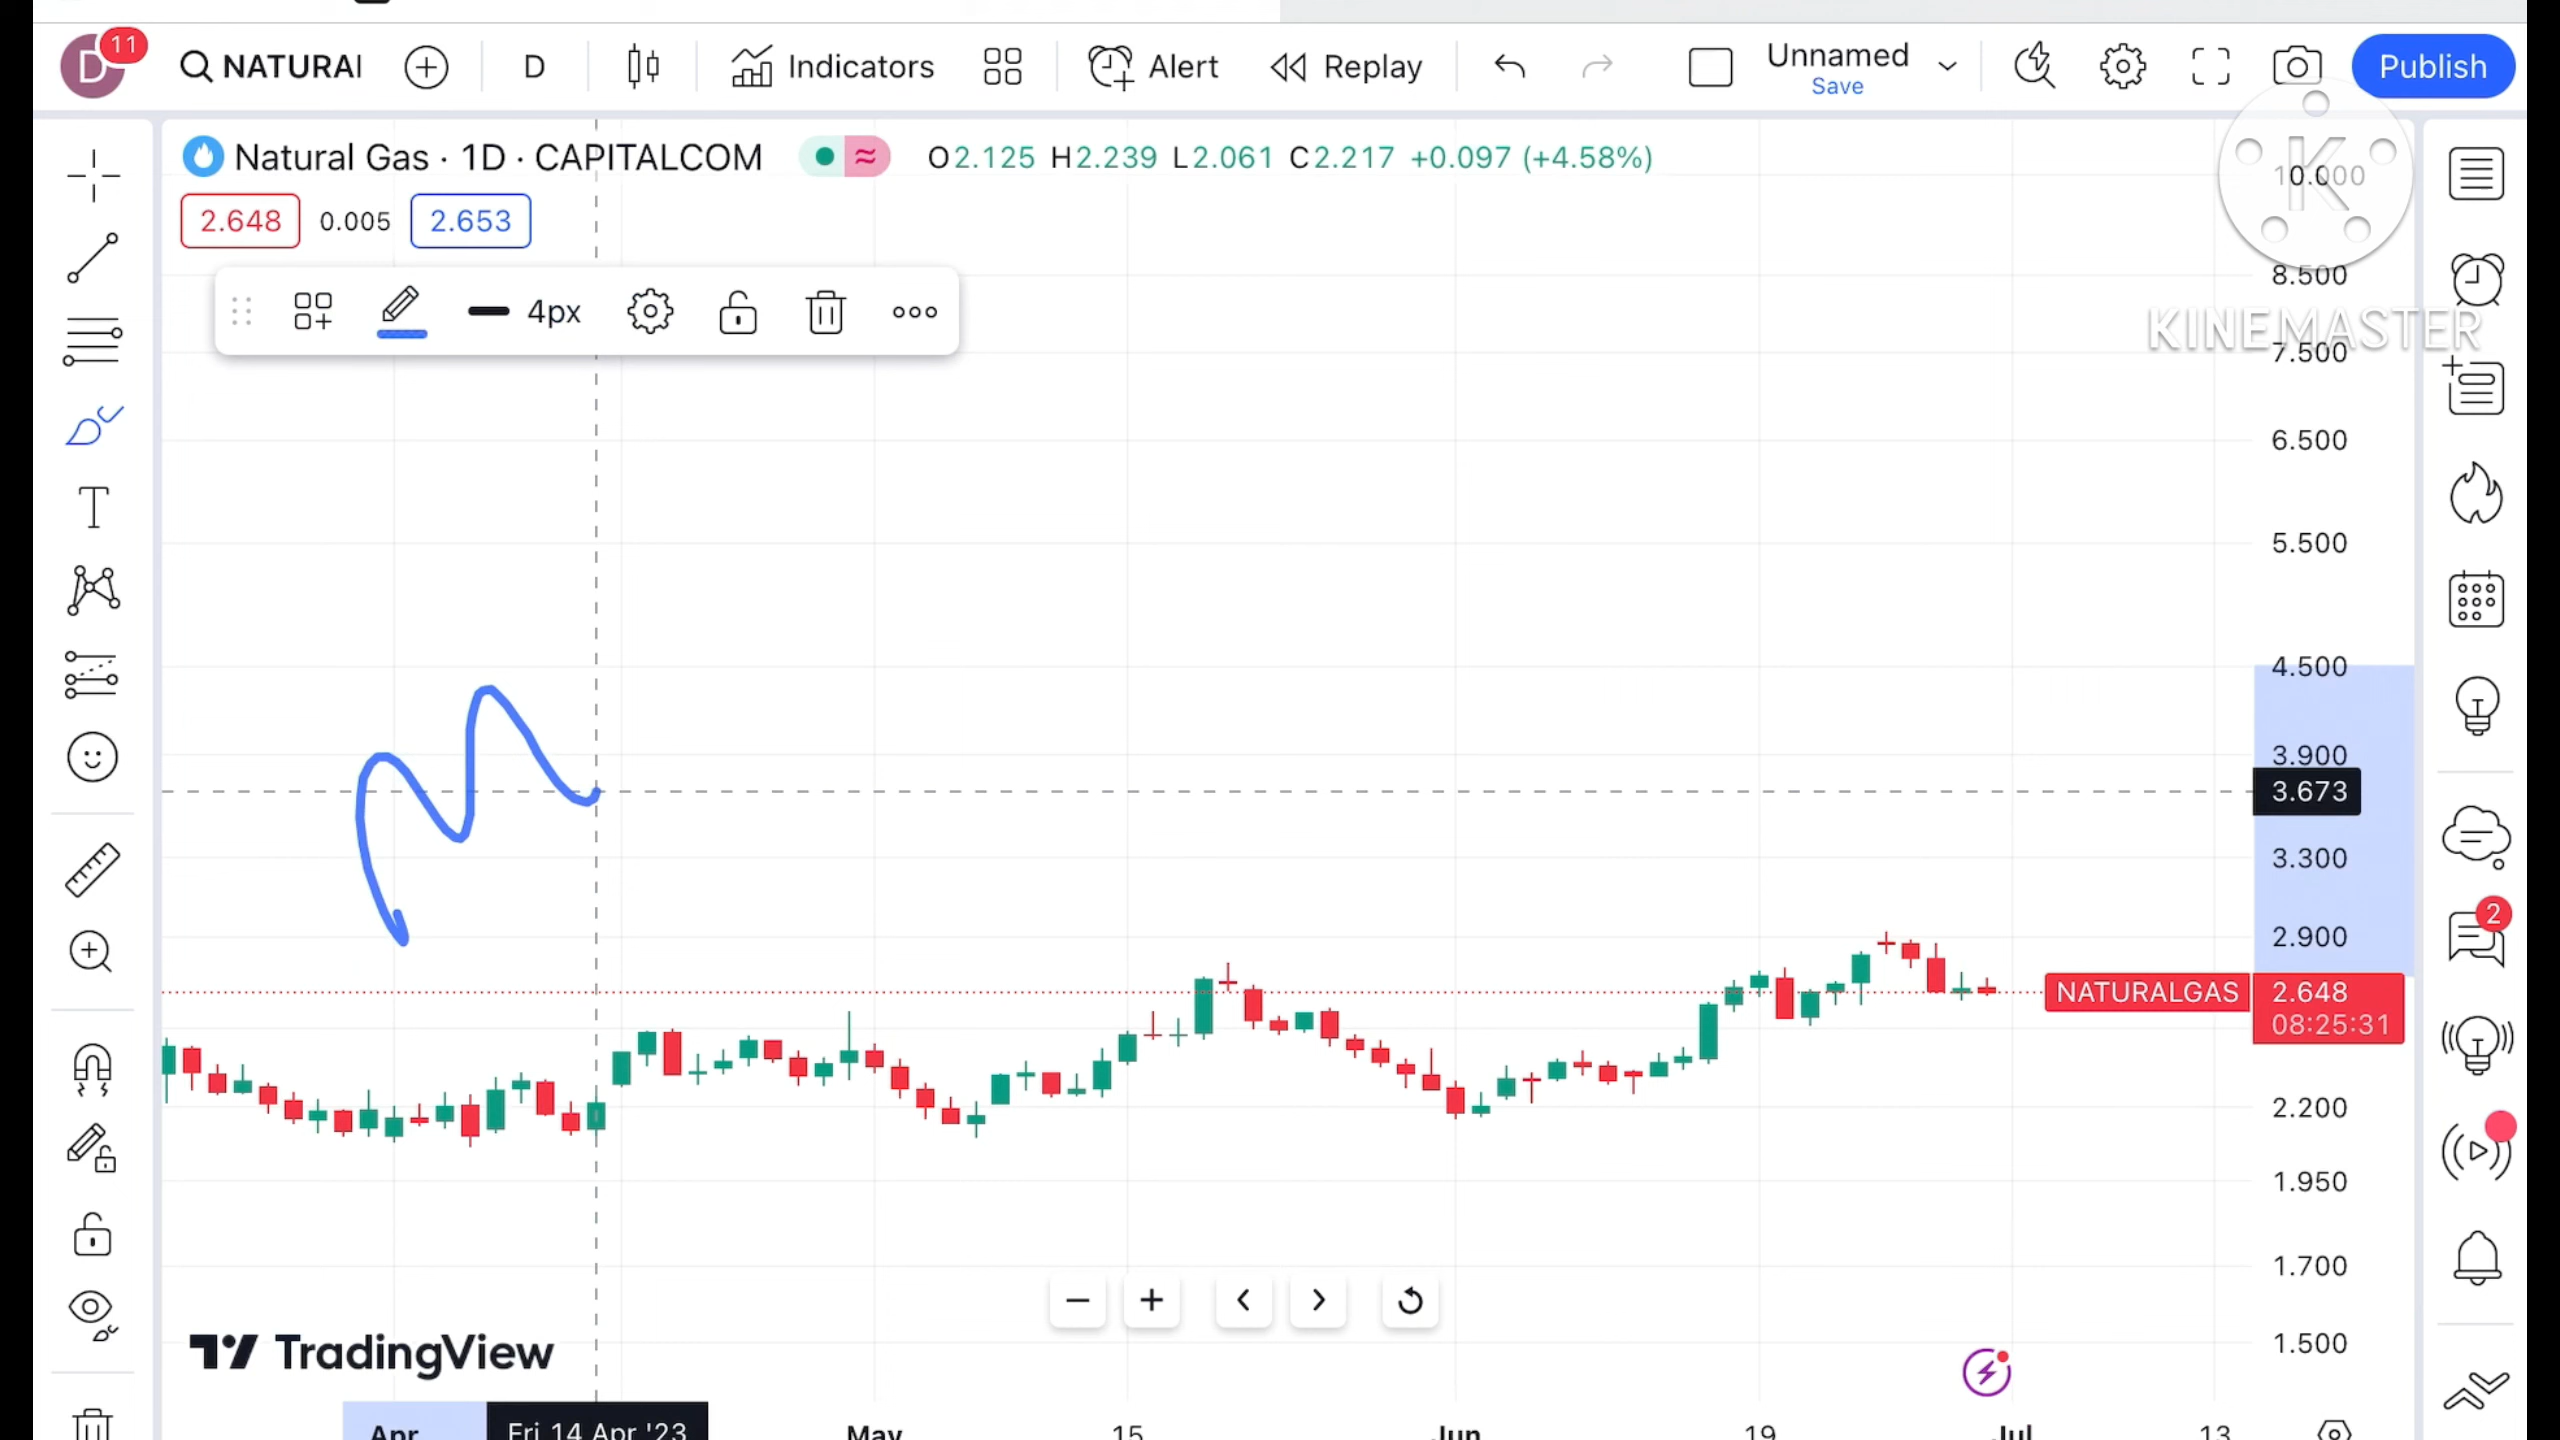 D 11 NATURAI D Indicators Alert Replay Unnamed Publish
Save
Natural Gas · 1D · CAPITALCOM ≈ O2.125 H2.239 L2.061 C2.217 +0.097 (+4.58%)
2.648 0.005 2.653
4px
K
KINEMASTER
10.000
8.500
7.500
6.500
5.500
4.500
3.900
3.673
3.300
2.900
2
NATURALGAS 2.648
08:25:31
2.200
1.950
1.700
1.500
TradingView
Apr Fri 14 Apr '23 May 15 Jun 19 Jul 13